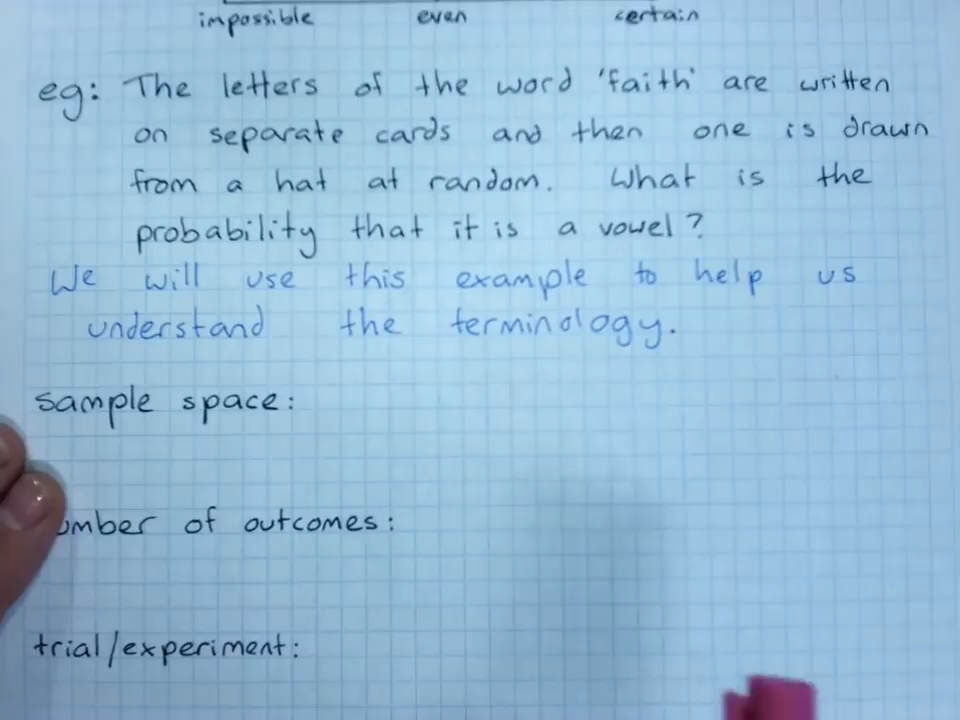 impossible even certain
eg: The letters of the word 'faith' are written
on separate cards and then one is drawn
from a hat at random. What is the
probability that it is a vowel?
We will use this example to help us
understand the terminology.
sample space:
of outcomes:
trial/experiment: